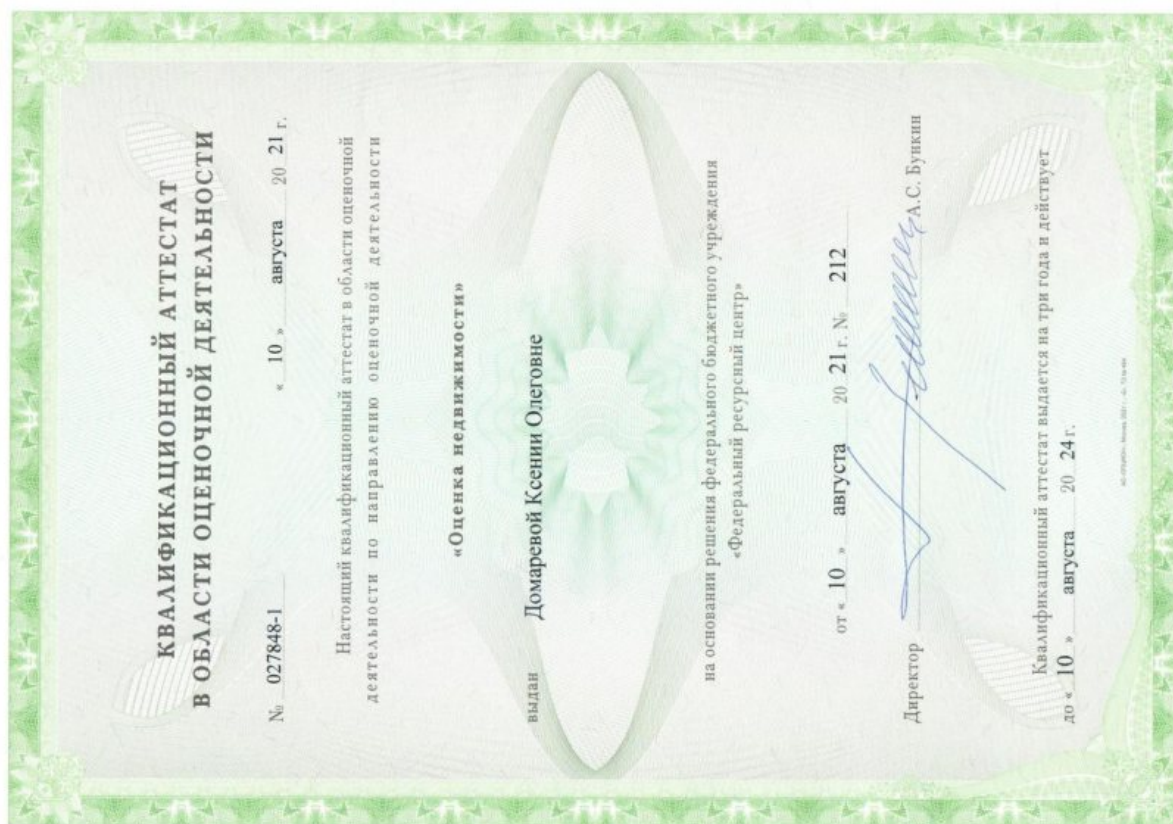 КВАЛИФИКАЦИОННЫЙ АТТЕСТАТ
В ОБЛАСТИ ОЦЕНОЧНОЙ ДЕЯТЕЛЬНОСТИ
№ 027848-1 « 10 » августа 20 21 г.
Настоящий квалификационный аттестат в области оценочной
деятельности по направлению оценочной деятельности
«Оценка недвижимости»
выдан Домаревой Ксении Олеговне
на основании решения федерального бюджетного учреждения
«Федеральный ресурсный центр»
от « 10 » августа 20 21 г. № 212
Директор А.С. Бункин
Квалификационный аттестат выдается на три года и действует
до « 10 » августа 20 24 г.